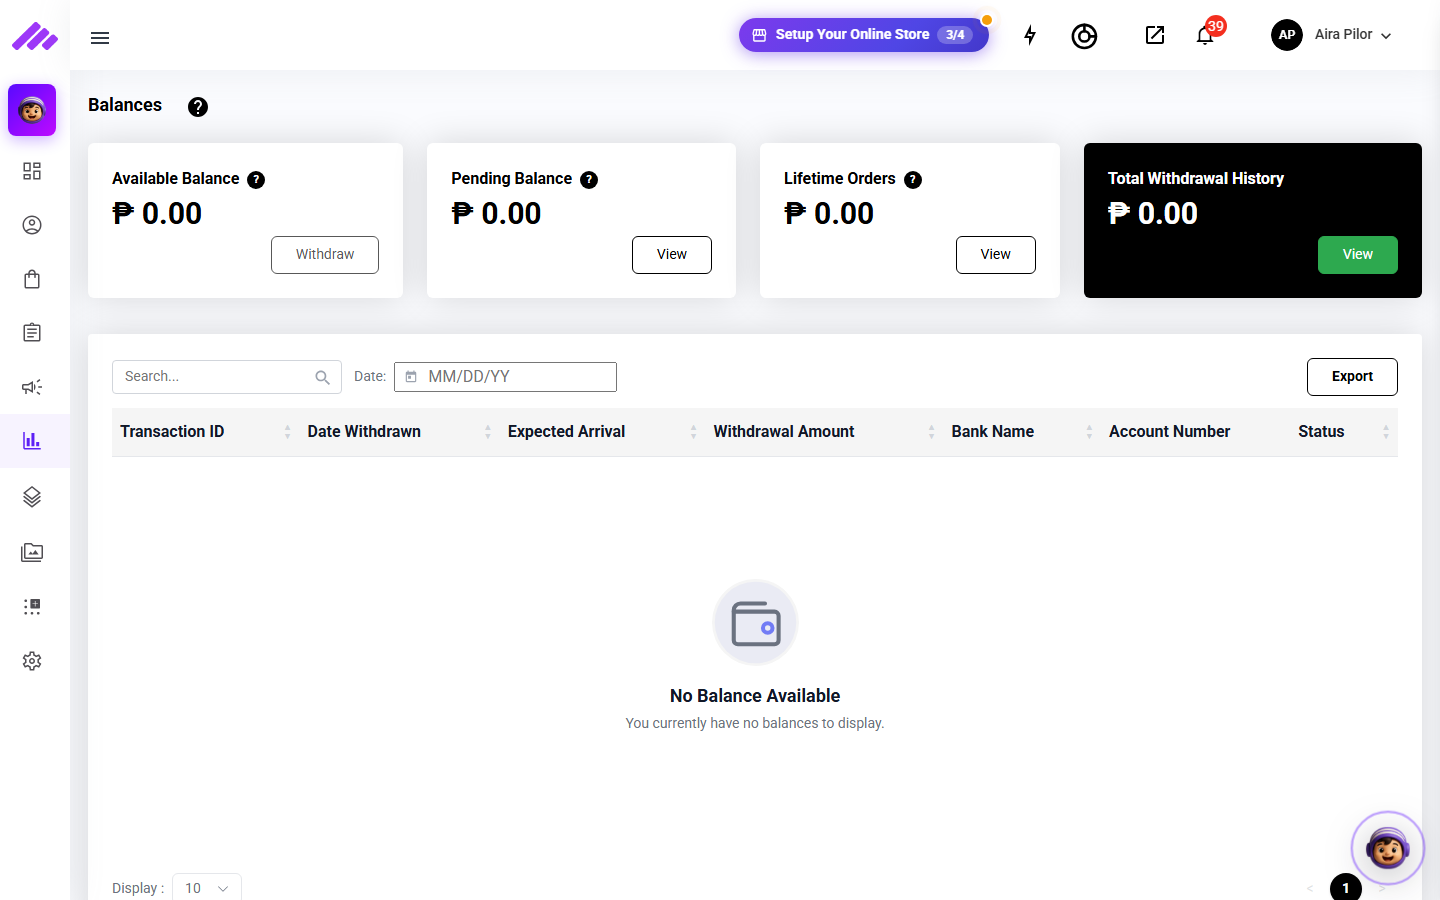 Setup Your Online Store 3/4
39
AP Aira Pilor
Balances ?
Available Balance ?
₱ 0.00
Withdraw
Pending Balance ?
₱ 0.00
View
Lifetime Orders ?
₱ 0.00
View
Total Withdrawal History
₱ 0.00
View
Search...
Date: MM/DD/YY
Export
Transaction ID Date Withdrawn Expected Arrival Withdrawal Amount Bank Name Account Number Status
No Balance Available
You currently have no balances to display.
Display : 10
< 1 >